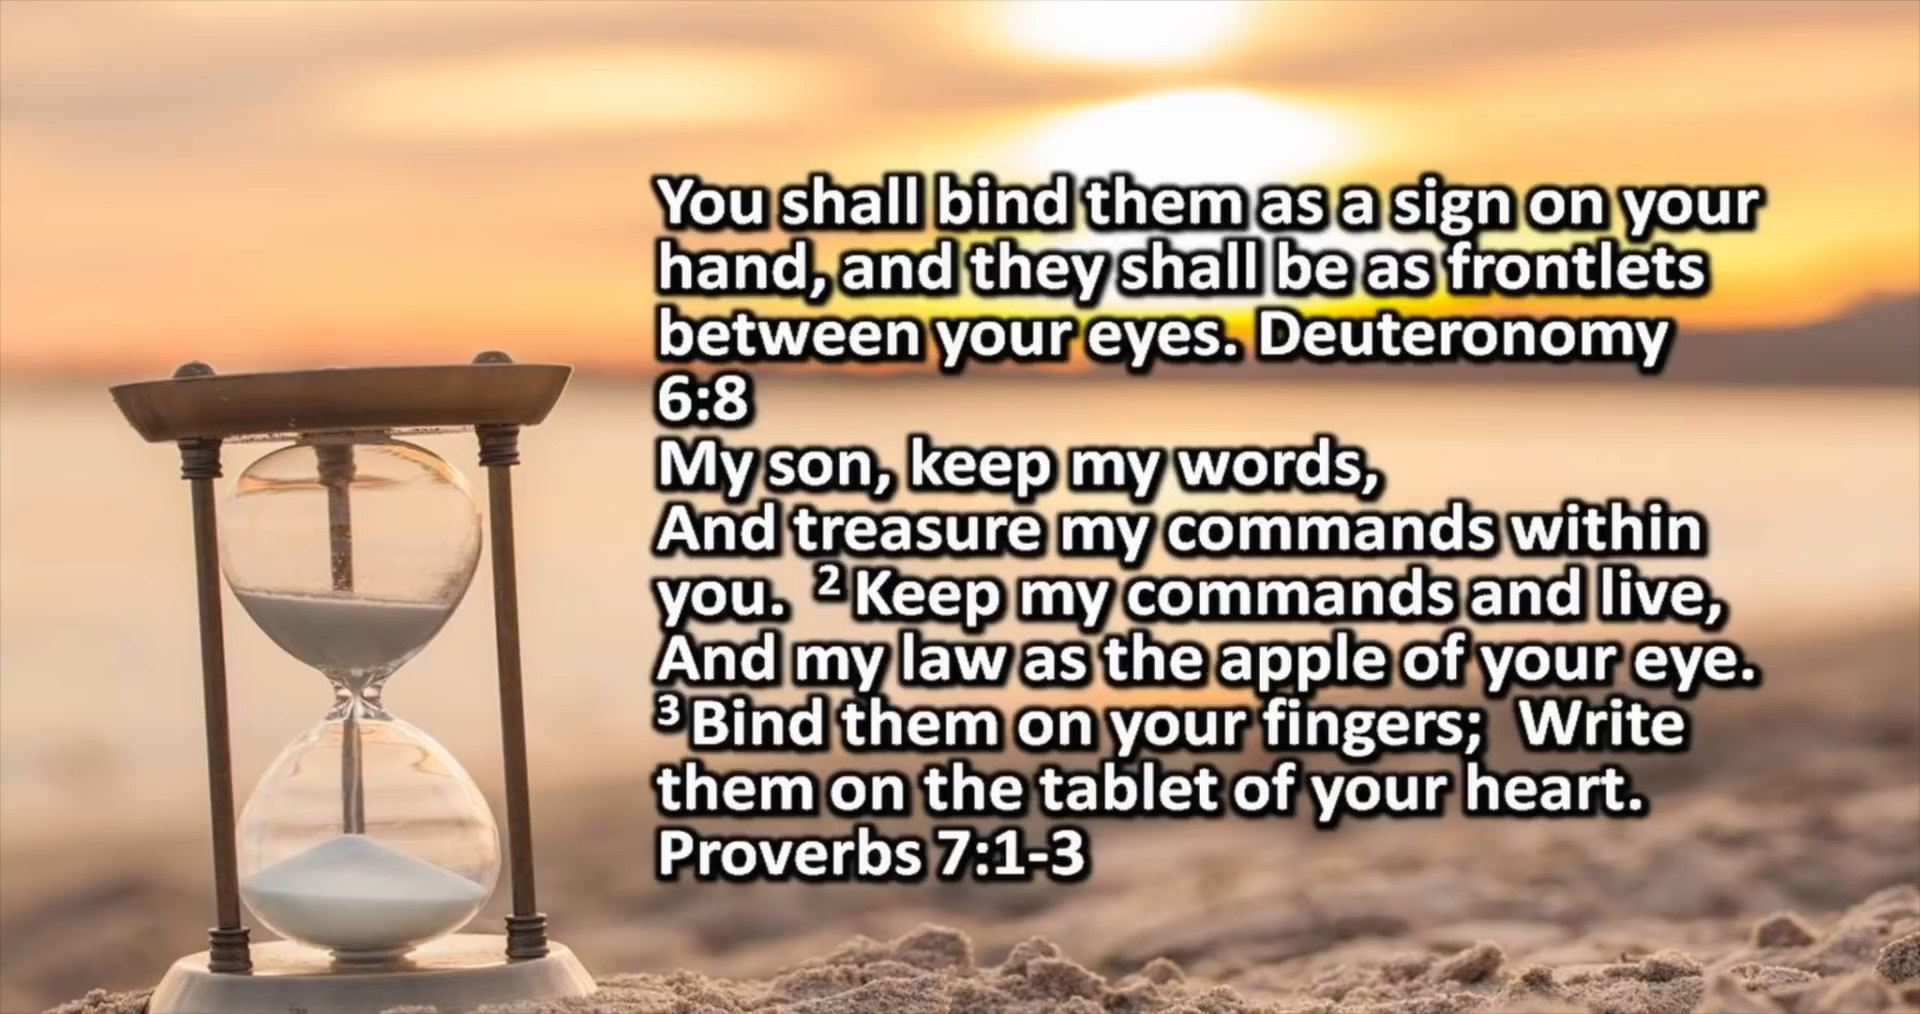 You shall bind them as a sign on your
hand, and they shall be as frontlets
between your eyes. Deuteronomy
6:8
My son, keep my words,
And treasure my commands within
you.  ² Keep my commands and live,
And my law as the apple of your eye.
³ Bind them on your fingers;  Write
them on the tablet of your heart.
Proverbs 7:1-3